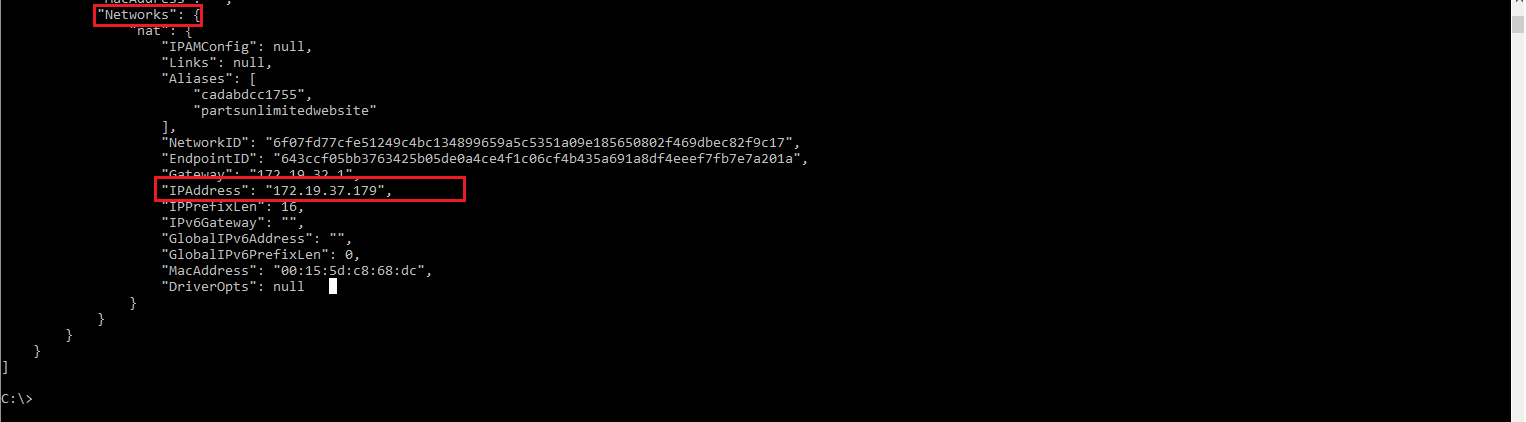 "MacAddress": "",
"Networks": {
"nat": {
"IPAMConfig": null,
"Links": null,
"Aliases": [
"cadabdcc1755",
"partsunlimitedwebsite"
],
"NetworkID": "6f07fd77cfe51249c4bc134899659a5c5351a09e185650802f469dbec82f9c17",
"EndpointID": "643ccf05bb3763425b05de0a4ce4f1c06cf4b435a691a8df4eeef7fb7e7a201a",
"Gateway": "172.19.32.1",
"IPAddress": "172.19.37.179",
"IPPrefixLen": 16,
"IPv6Gateway": "",
"GlobalIPv6Address": "",
"GlobalIPv6PrefixLen": 0,
"MacAddress": "00:15:5d:c8:68:dc",
"DriverOpts": null
}
}
}
}
]
C:\>